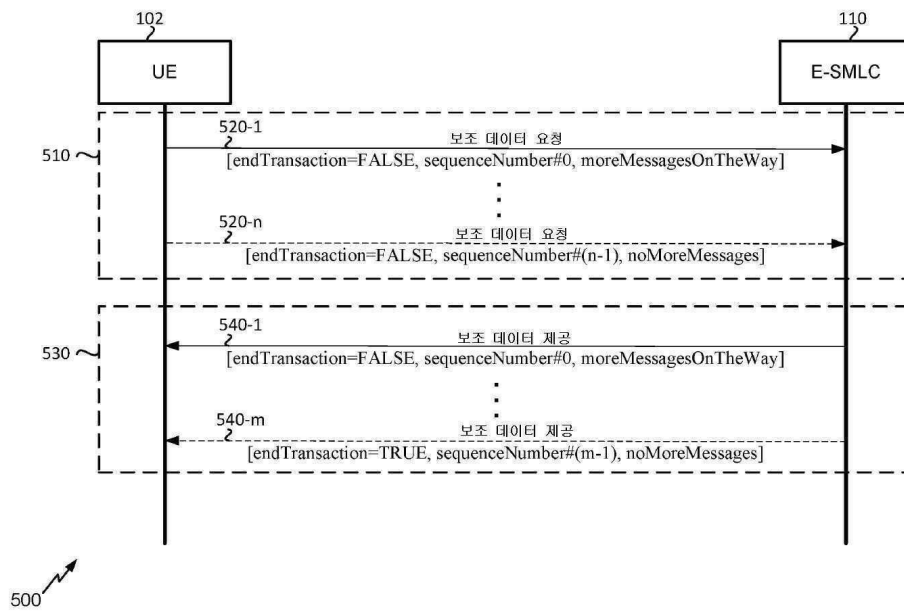 102
110
UE
E-SMLC
510
520-1
보조 데이터 요청
[endTransaction=FALSE, sequenceNumber#0, moreMessagesOnTheWay]
520-n
보조 데이터 요청
[endTransaction=FALSE, sequenceNumber#(n-1), noMoreMessages]
530
540-1
보조 데이터 제공
[endTransaction=FALSE, sequenceNumber#0, moreMessagesOnTheWay]
540-m
보조 데이터 제공
[endTransaction=TRUE, sequenceNumber#(m-1), noMoreMessages]
500